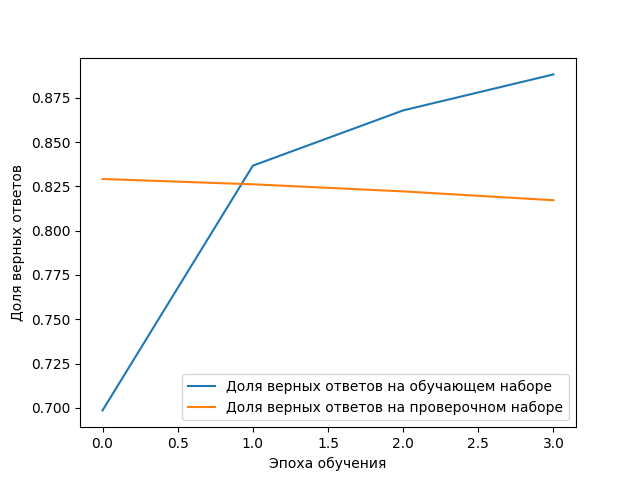 0.875
0.850
0.825
0.800
0.775
0.750
0.725
0.700
Доля верных ответов
Доля верных ответов на обучающем наборе
Доля верных ответов на проверочном наборе
0.0 0.5 1.0 1.5 2.0 2.5 3.0
Эпоха обучения